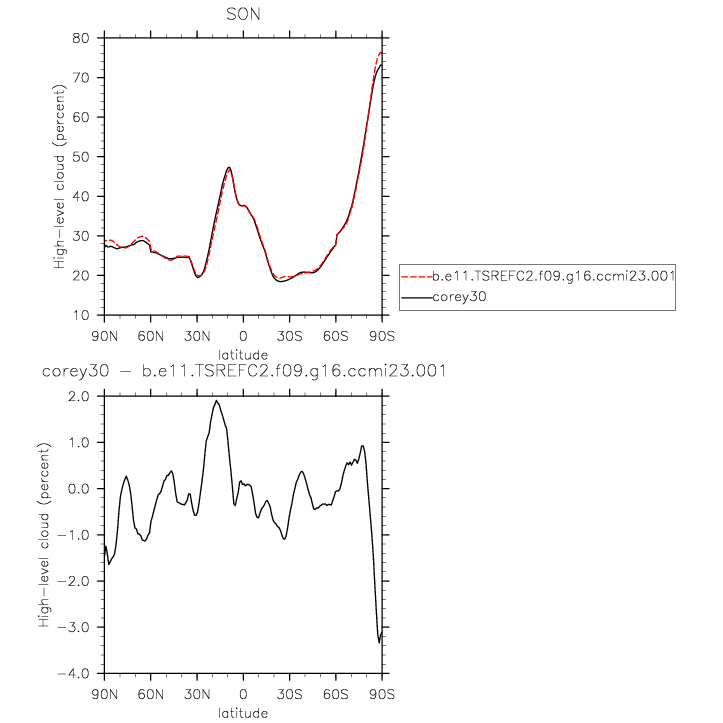 SON
High-level cloud (percent)
80
70
60
50
40
30
20
10
90N 60N 30N 0 30S 60S 90S
latitude
b.e11.TSREFC2.f09.g16.ccmi23.001
corey30
corey30 - b.e11.TSREFC2.f09.g16.ccmi23.001
High-level cloud (percent)
2.0
1.0
0.0
-1.0
-2.0
-3.0
-4.0
90N 60N 30N 0 30S 60S 90S
latitude